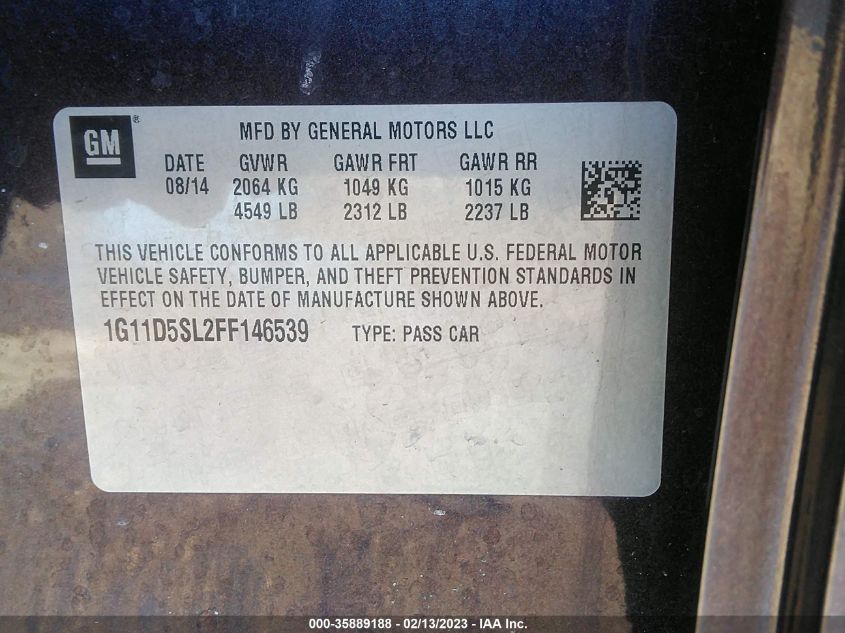 GM ®
MFD BY GENERAL MOTORS LLC
DATE GVWR GAWR FRT GAWR RR
08/14 2064 KG 1049 KG 1015 KG
4549 LB 2312 LB 2237 LB
THIS VEHICLE CONFORMS TO ALL APPLICABLE U.S. FEDERAL MOTOR
VEHICLE SAFETY, BUMPER, AND THEFT PREVENTION STANDARDS IN
EFFECT ON THE DATE OF MANUFACTURE SHOWN ABOVE.
1G11D5SL2FF146539 TYPE: PASS CAR
000-35889188 - 02/13/2023 - IAA Inc.